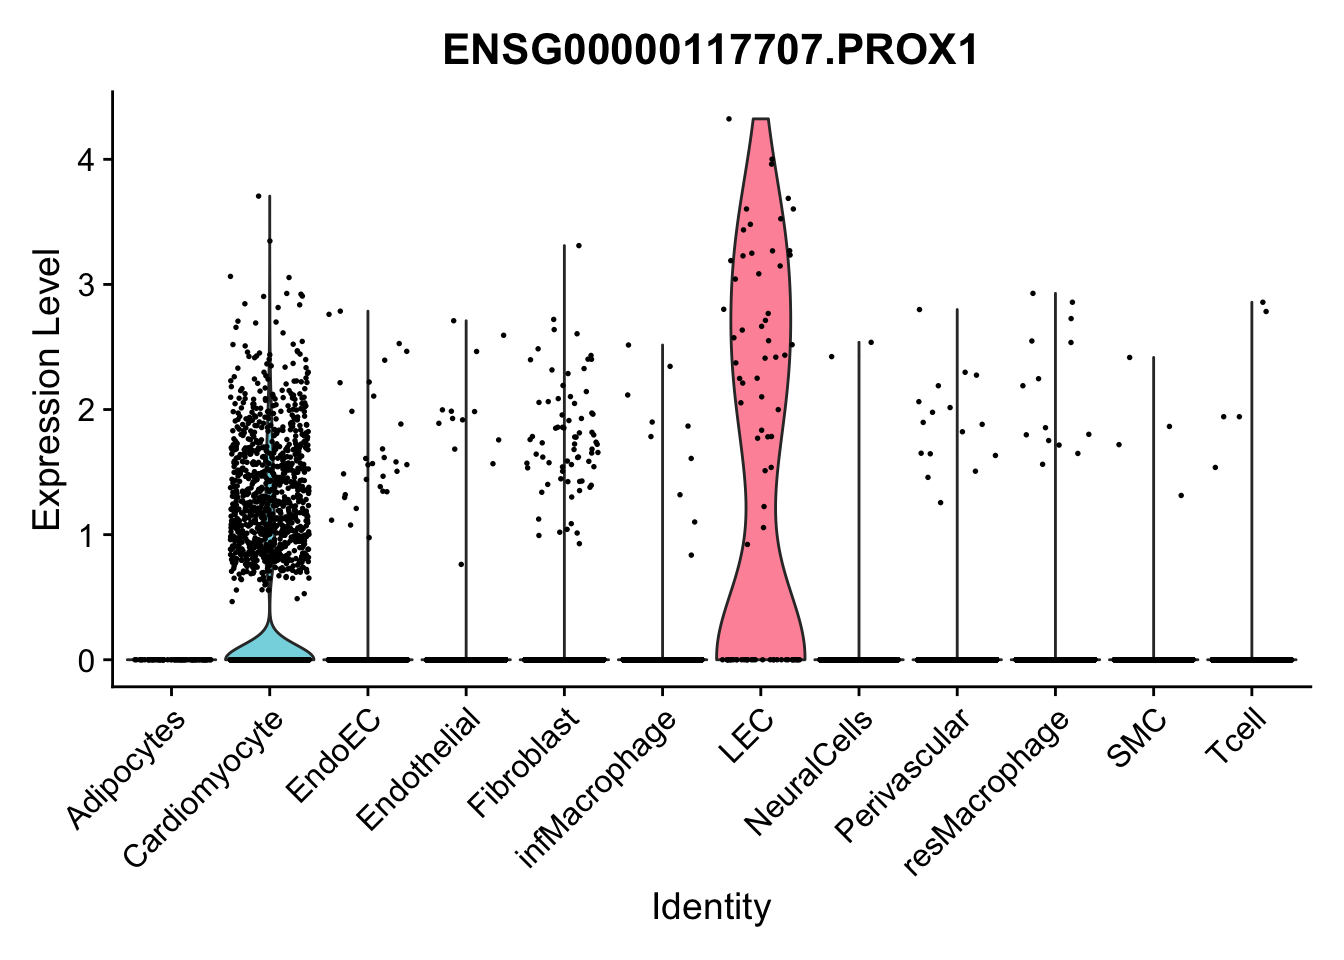 ENSG00000117707.PROX1
Expression Level
4
3
2
1
0
Adipocytes
Cardiomyocyte
EndoEC
Endothelial
Fibroblast
infMacrophage
LEC
NeuralCells
Perivascular
resMacrophage
SMC
Tcell
Identity